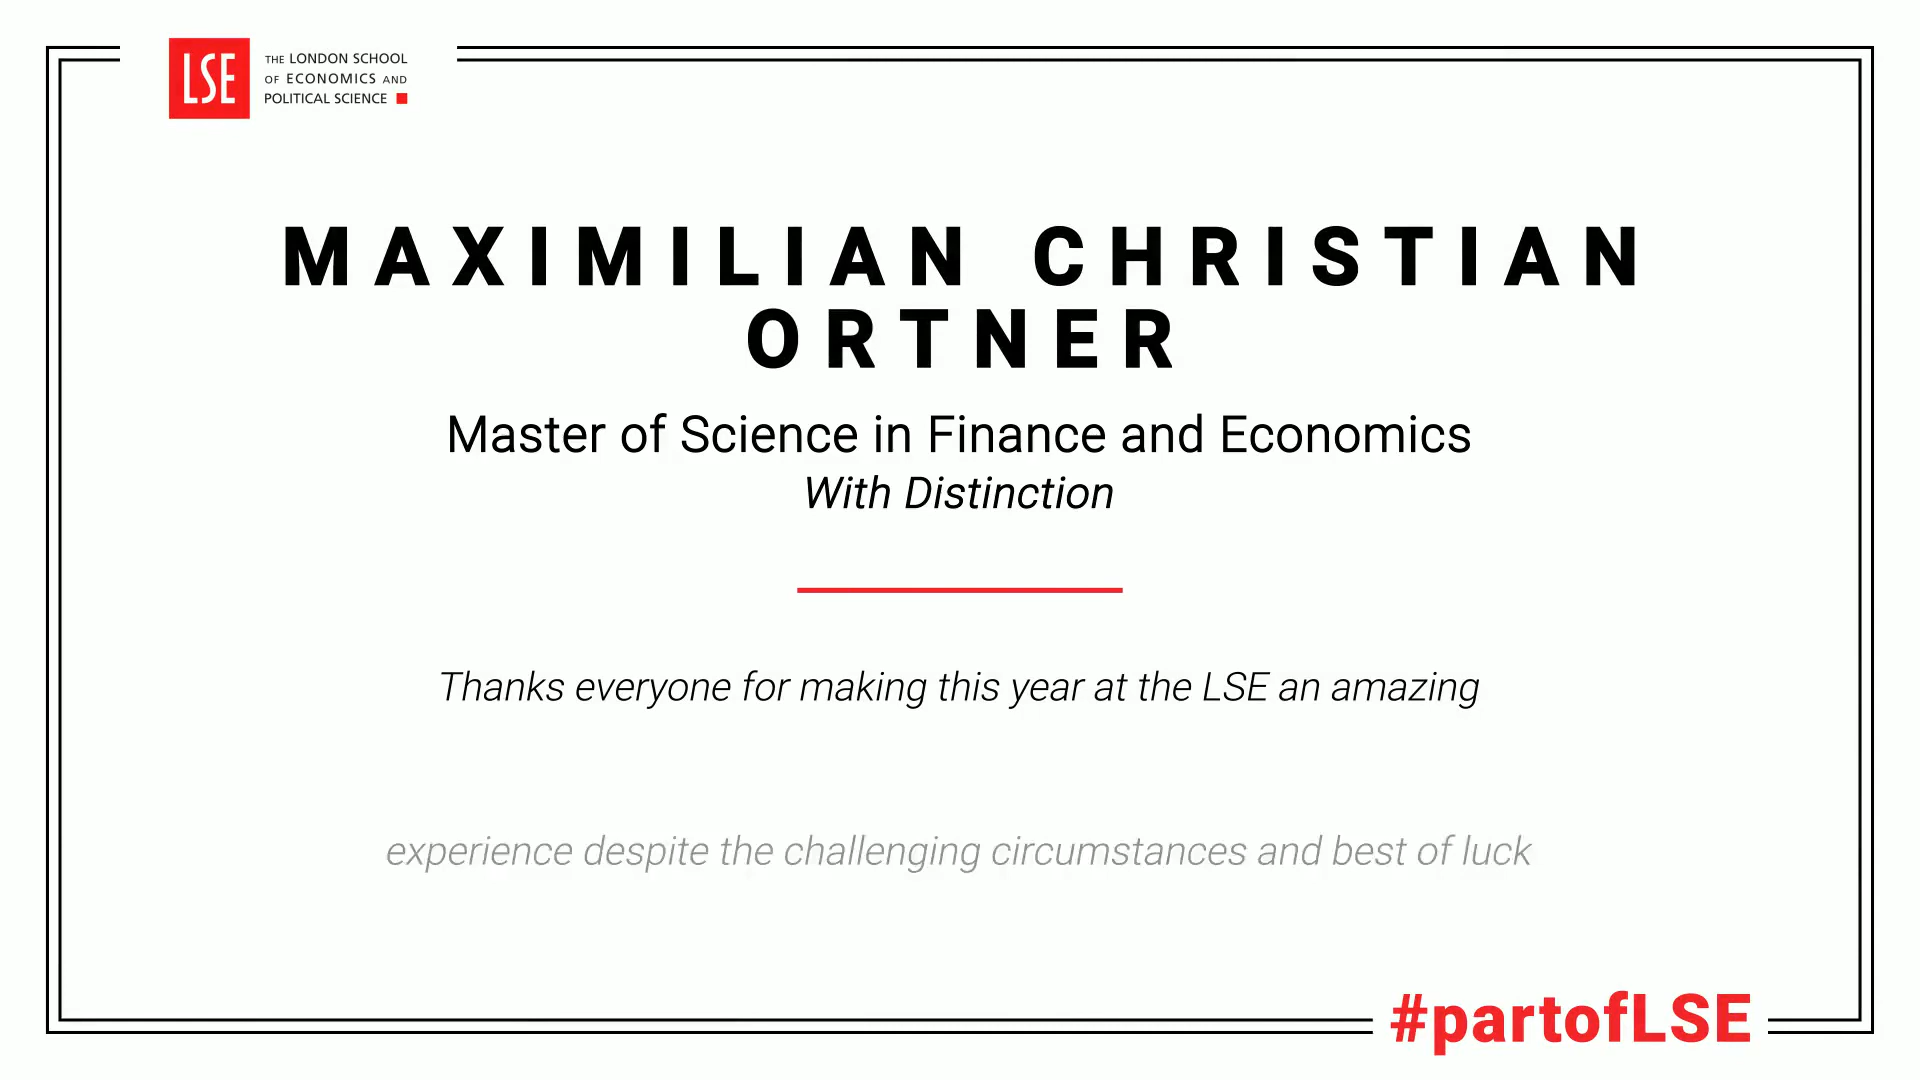 LSE
THE LONDON SCHOOL
OF ECONOMICS AND
POLITICAL SCIENCE
MAXIMILIAN CHRISTIAN
ORTNER
Master of Science in Finance and Economics
With Distinction
Thanks everyone for making this year at the LSE an amazing
experience despite the challenging circumstances and best of luck
#partofLSE